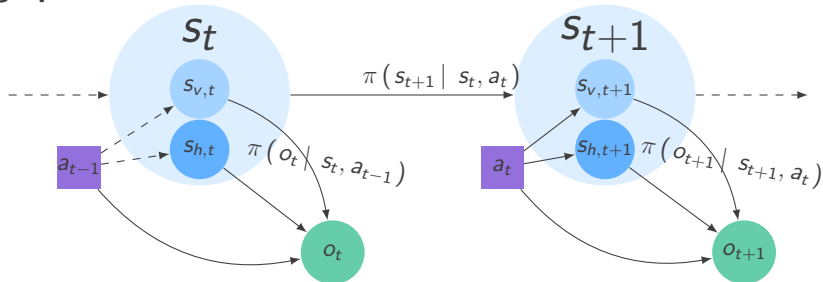 s_t
s_{t+1}
π(s_{t+1} | s_t, a_t)
s_{v,t}
s_{v,t+1}
s_{h,t}
s_{h,t+1}
π(o_t | s_t, a_{t−1})
π(o_{t+1} | s_{t+1}, a_t)
a_{t−1}
a_t
o_t
o_{t+1}